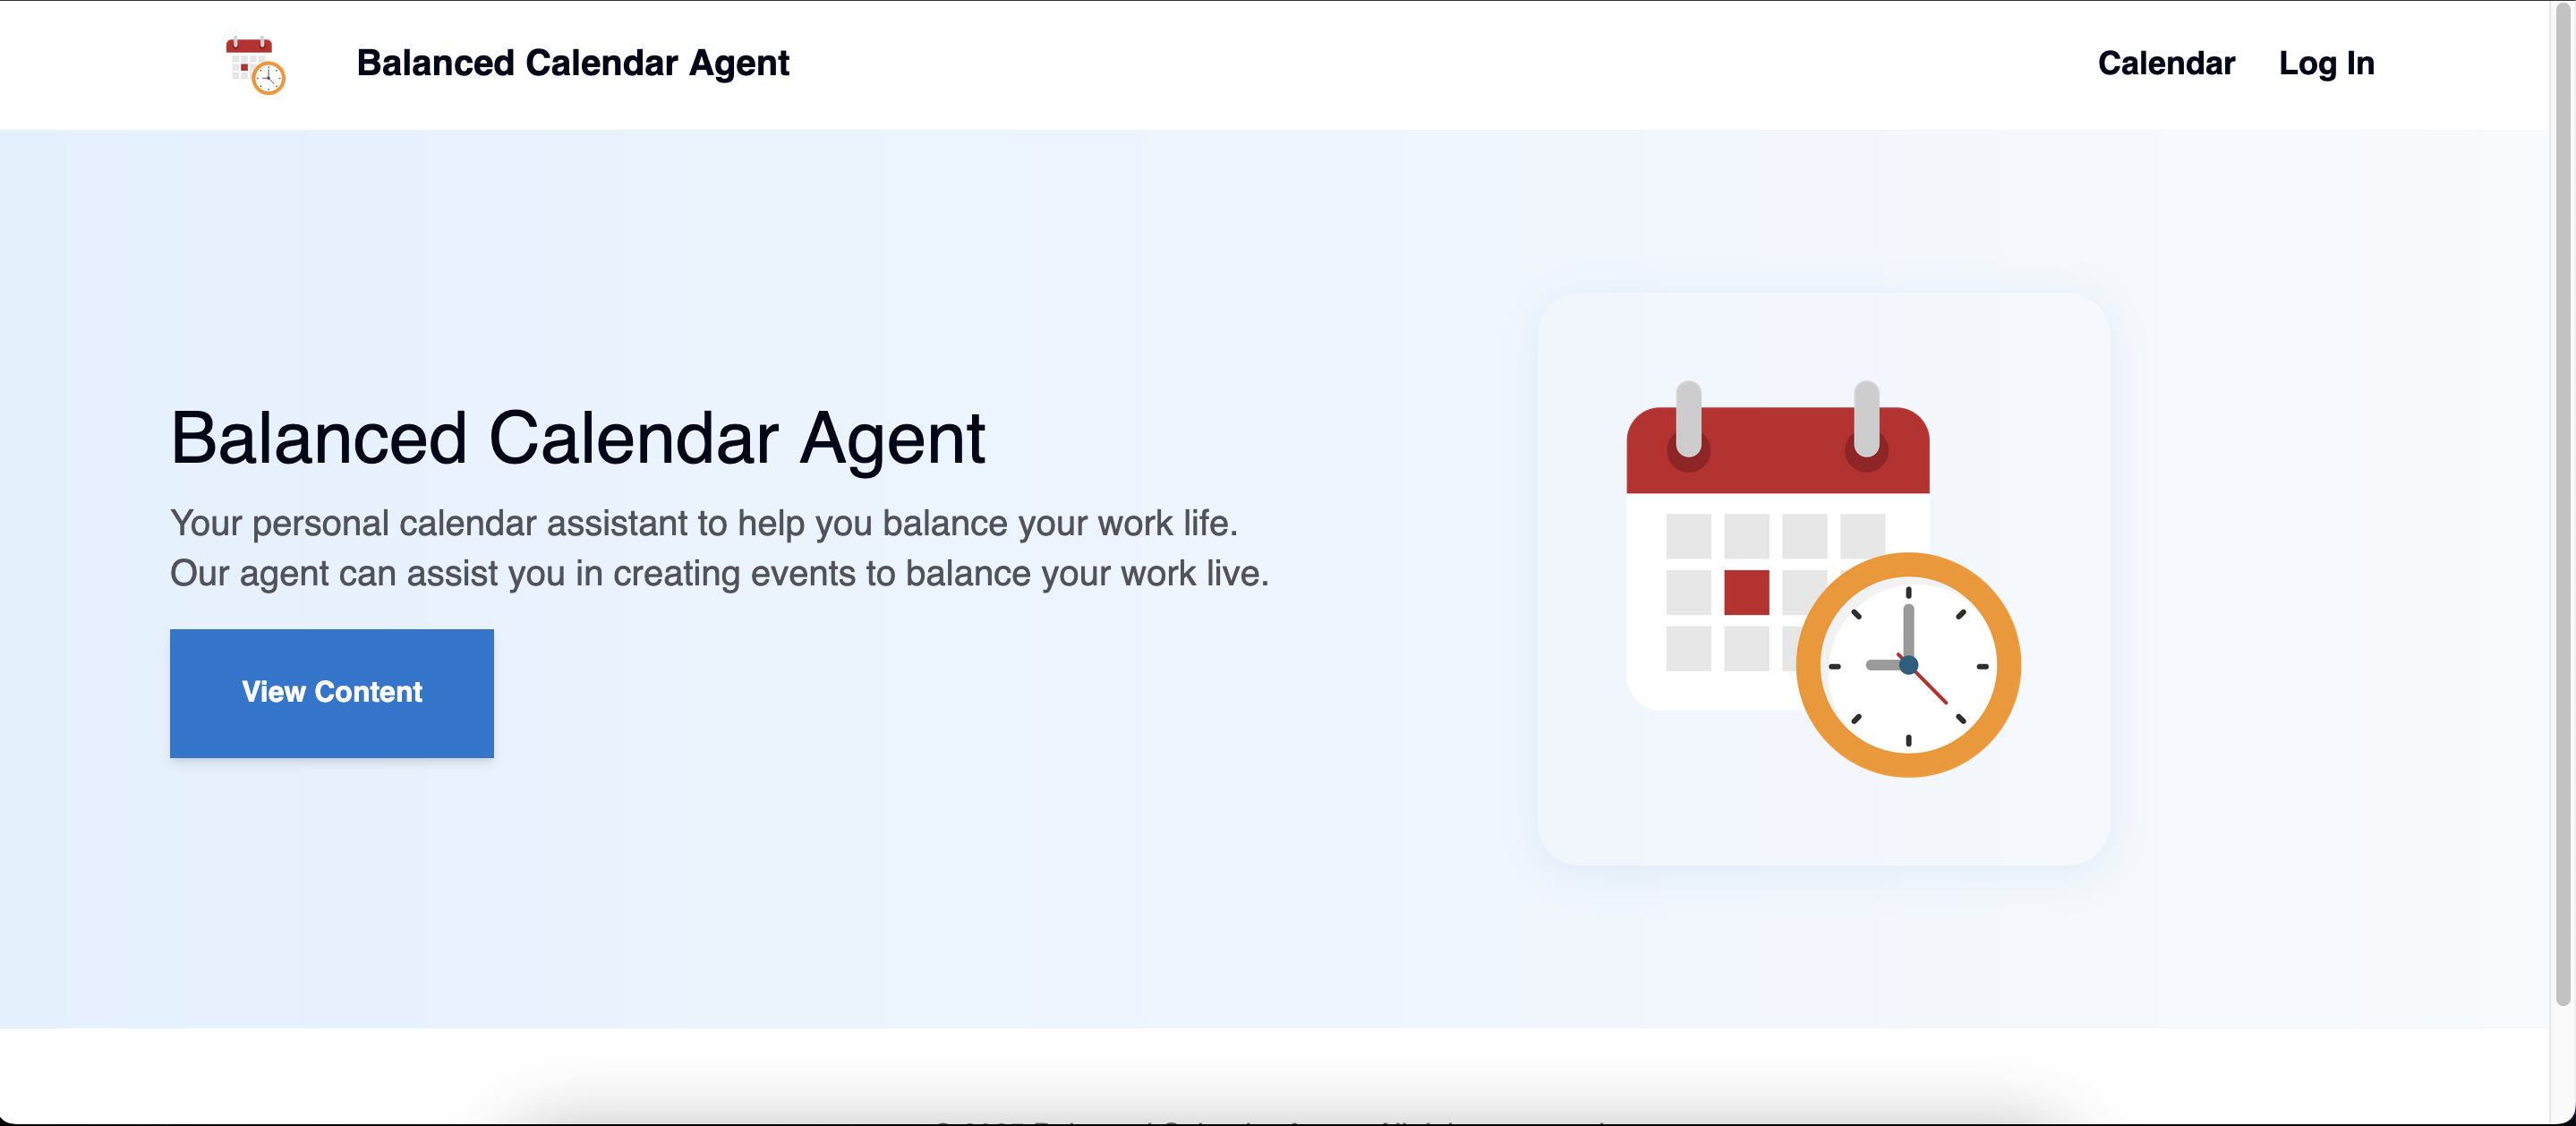 Balanced Calendar Agent
Calendar
Log In
Balanced Calendar Agent
Your personal calendar assistant to help you balance your work life.
Our agent can assist you in creating events to balance your work live.
View Content